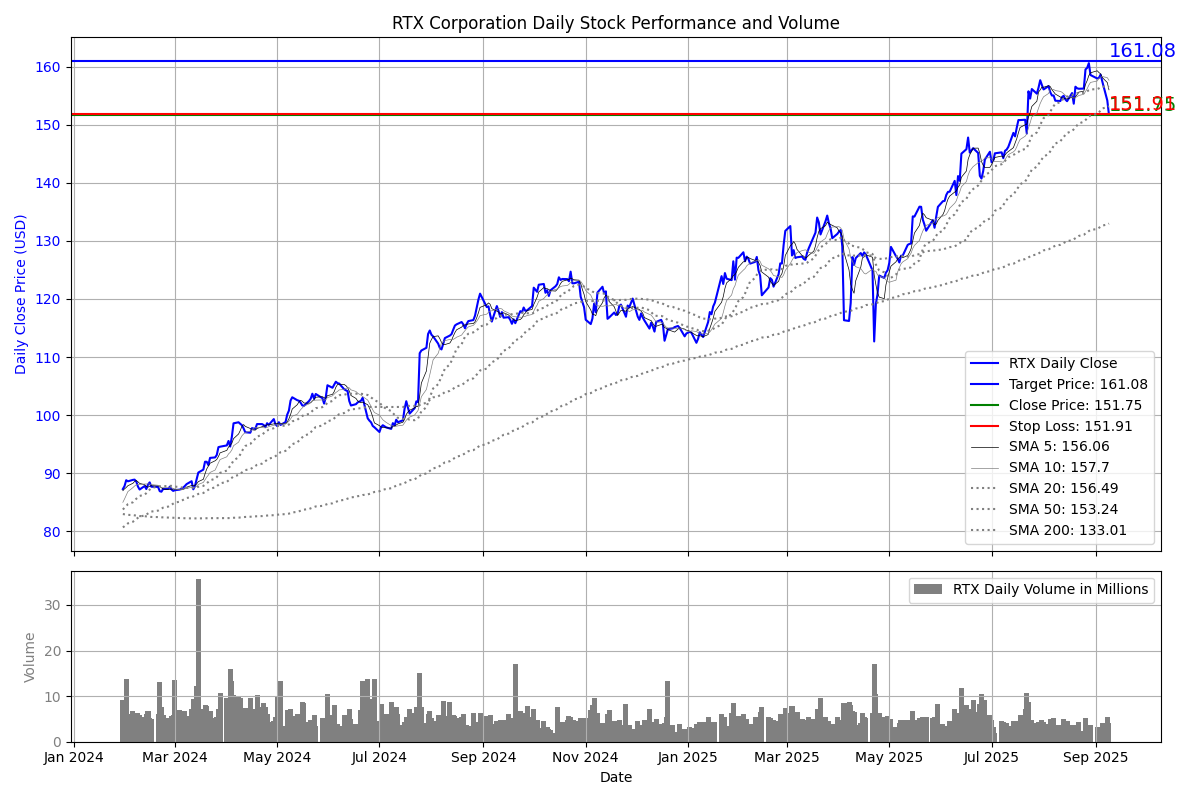 RTX Corporation Daily Stock Performance and Volume
Daily Close Price (USD)
160
150
140
130
120
110
100
90
80
161.08
151.75
151.91
RTX Daily Close
Target Price: 161.08
Close Price: 151.75
Stop Loss: 151.91
SMA 5: 156.06
SMA 10: 157.7
SMA 20: 156.49
SMA 50: 153.24
SMA 200: 133.01
Volume
30
20
10
0
RTX Daily Volume in Millions
Jan 2024 Mar 2024 May 2024 Jul 2024 Sep 2024 Nov 2024 Jan 2025 Mar 2025 May 2025 Jul 2025 Sep 2025
Date